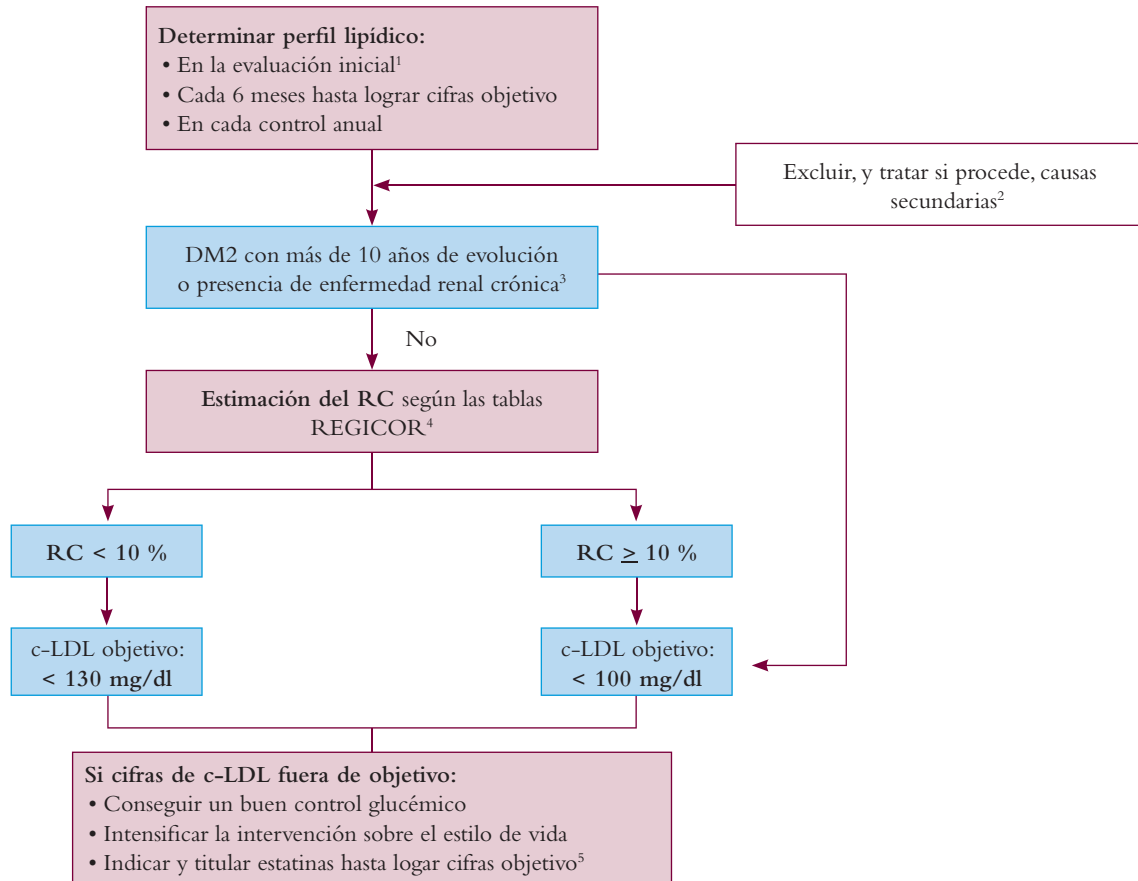 Determinar perfil lipídico:
• En la evaluación inicial¹
• Cada 6 meses hasta lograr cifras objetivo
• En cada control anual
Excluir, y tratar si procede, causas
secundarias²
DM2 con más de 10 años de evolución
o presencia de enfermedad renal crónica³
No
Estimación del RC según las tablas
REGICOR⁴
RC < 10 %
RC ≥ 10 %
c-LDL objetivo:
< 130 mg/dl
c-LDL objetivo:
< 100 mg/dl
Si cifras de c-LDL fuera de objetivo:
• Conseguir un buen control glucémico
• Intensificar la intervención sobre el estilo de vida
• Indicar y titular estatinas hasta logar cifras objetivo⁵